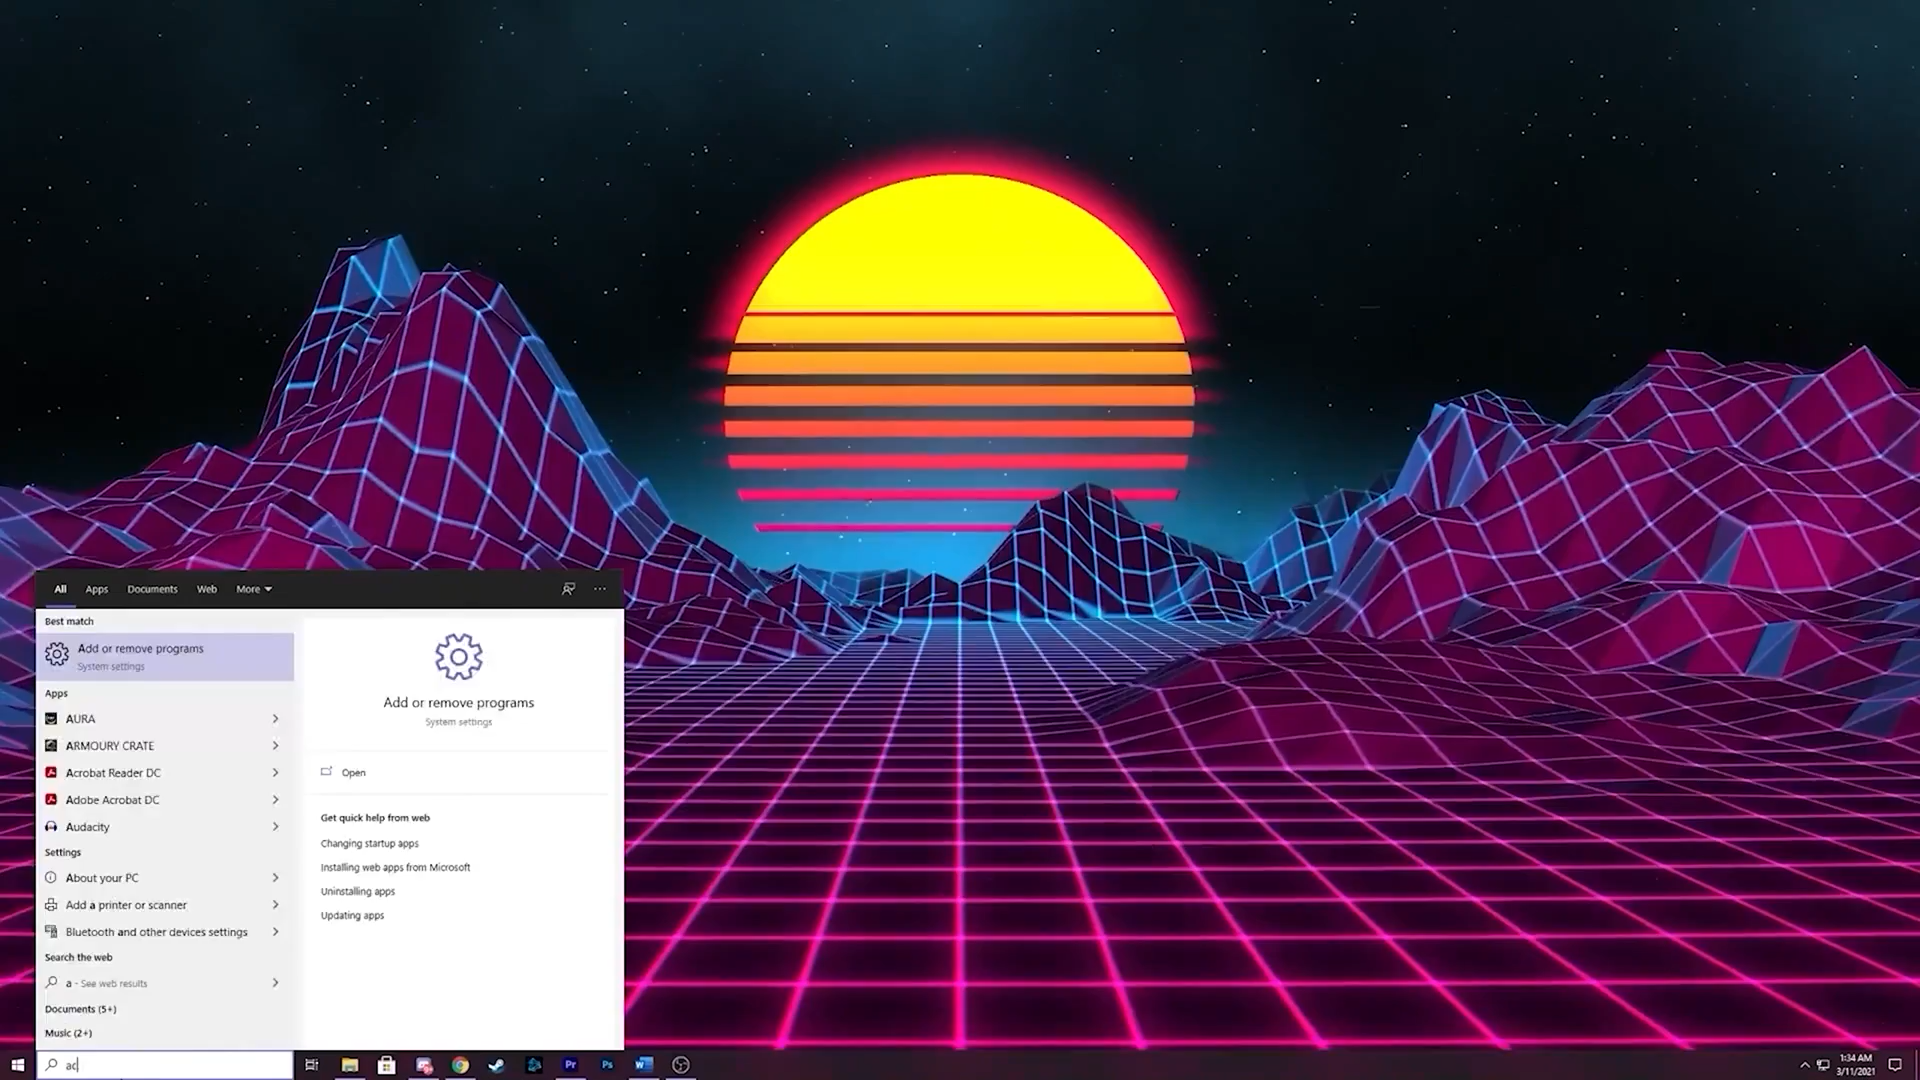 All Apps Documents Web More
Best match
Add or remove programs
System settings
Apps
AURA
ARMOURY CRATE
Acrobat Reader DC
Adobe Acrobat DC
Audacity
Settings
About your PC
Add a printer or scanner
Bluetooth and other devices settings
Search the web
a - See web results
Documents (5+)
Music (2+)
Add or remove programs
System settings
Open
Get quick help from web
Changing startup apps
Installing web apps from Microsoft
Uninstalling apps
Updating apps
ac
Pr
Ps
W
1:34 AM
3/11/2021